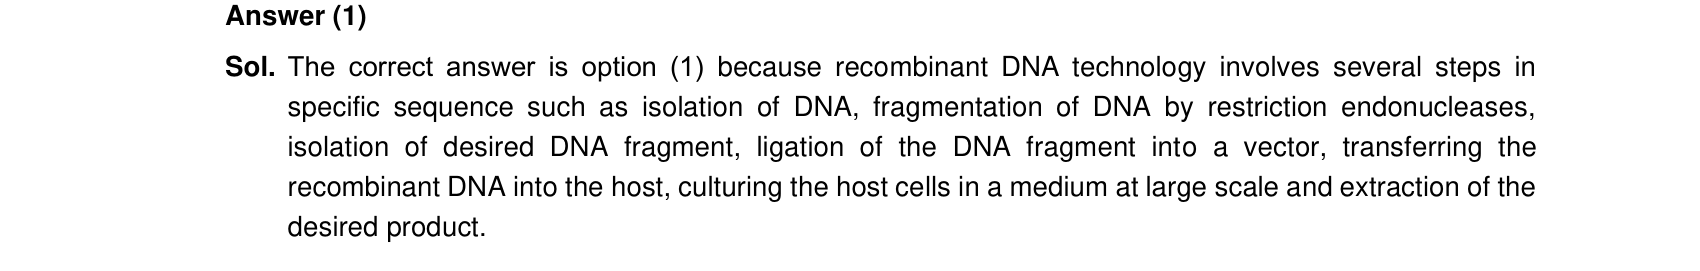 Answer (1)
Sol. The correct answer is option (1) because recombinant DNA technology involves several steps in
specific sequence such as isolation of DNA, fragmentation of DNA by restriction endonucleases,
isolation of desired DNA fragment, ligation of the DNA fragment into a vector, transferring the
recombinant DNA into the host, culturing the host cells in a medium at large scale and extraction of the
desired product.